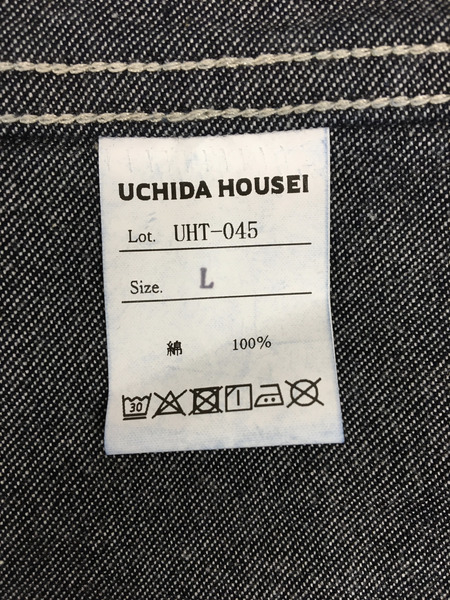 UCHIDA HOUSEI
Lot. UHT-045
Size. L
綿 100%
30